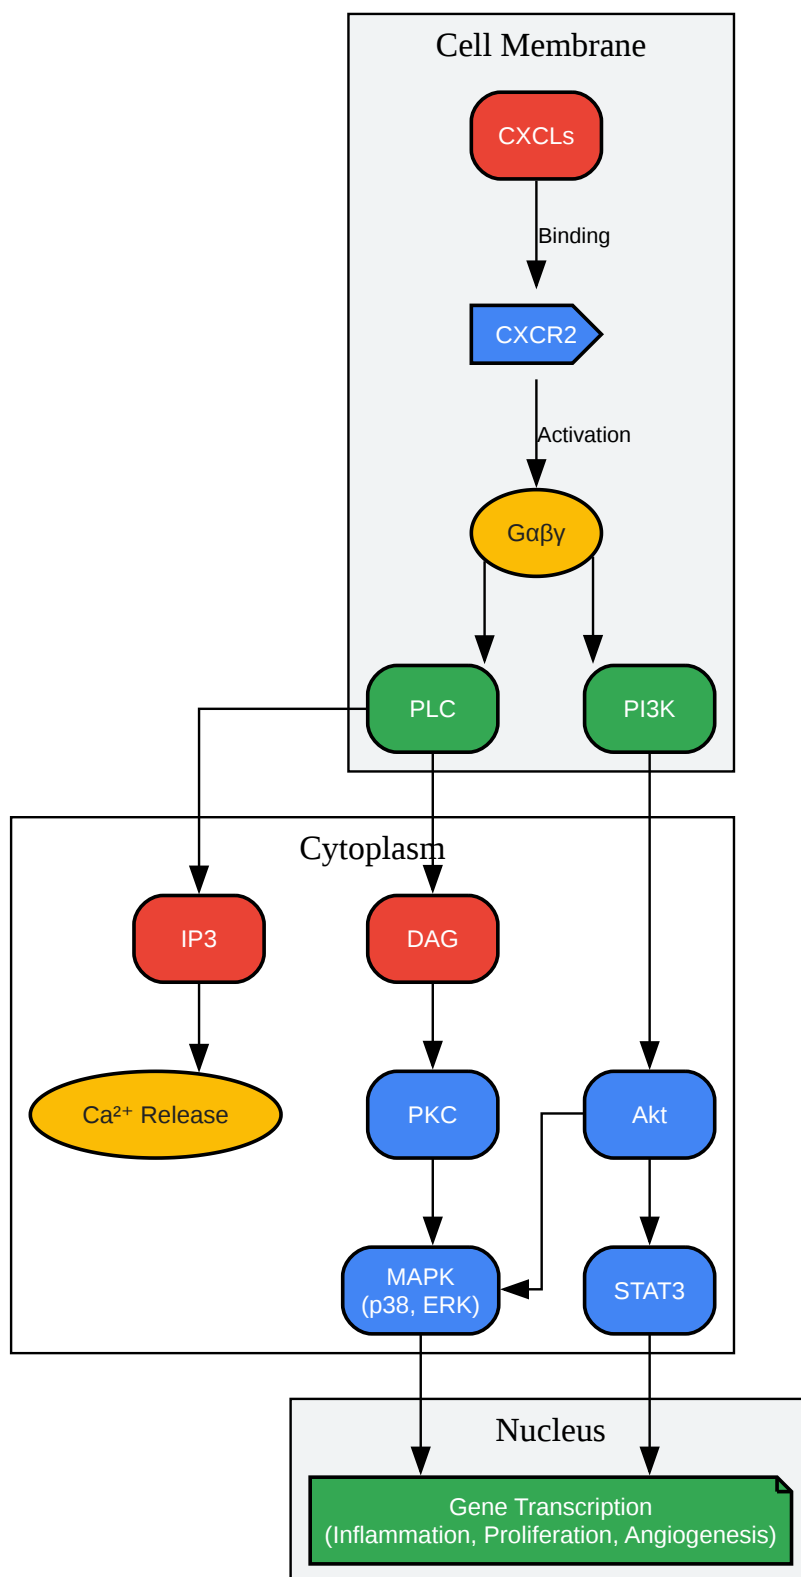 Cell Membrane
CXCLs
Binding
CXCR2
Activation
Gαβγ
PLC
PI3K
Cytoplasm
IP3
DAG
Ca²⁺ Release
PKC
Akt
MAPK
(p38, ERK)
STAT3
Nucleus
Gene Transcription
(Inflammation, Proliferation, Angiogenesis)